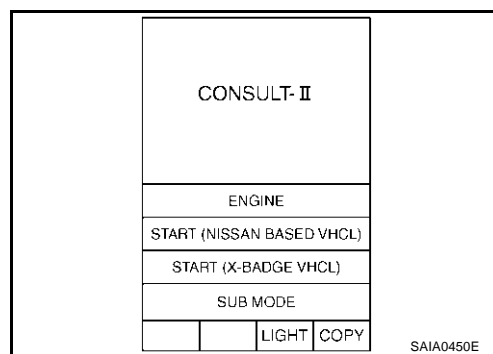 CONSULT-II
ENGINE
START (NISSAN BASED VHCL)
START (X-BADGE VHCL)
SUB MODE
LIGHT COPY
SAIA0450E